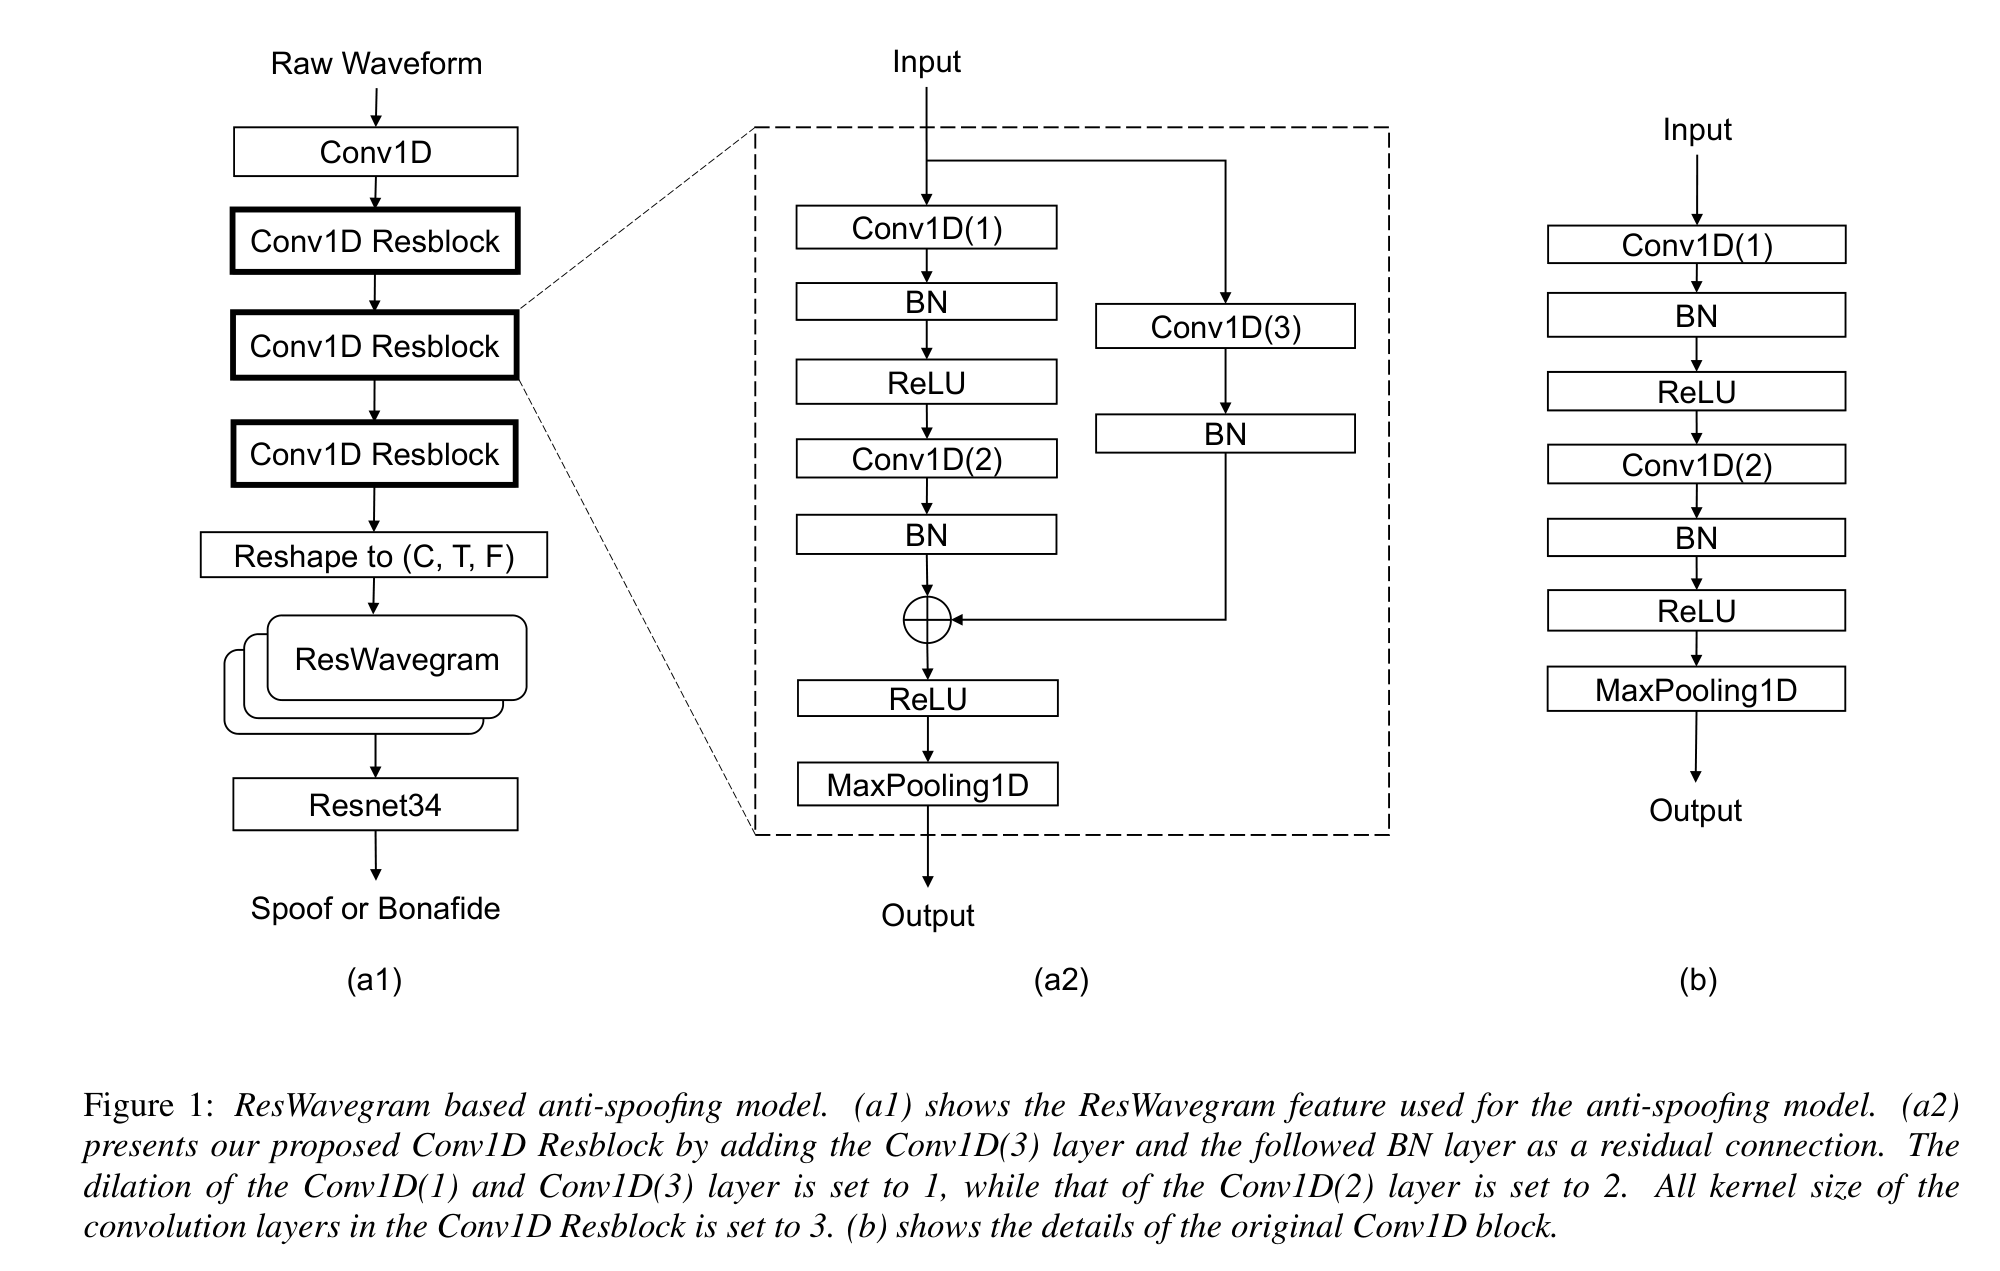 Raw Waveform
Conv1D
Conv1D Resblock
Conv1D Resblock
Conv1D Resblock
Reshape to (C, T, F)
ResWavegram
Resnet34
Spoof or Bonafide
(a1)
Input
Conv1D(1)
BN
ReLU
Conv1D(2)
BN
Conv1D(3)
BN
ReLU
MaxPooling1D
Output
(a2)
Input
Conv1D(1)
BN
ReLU
Conv1D(2)
BN
ReLU
MaxPooling1D
Output
(b)
Figure 1: ResWavegram based anti-spoofing model. (a1) shows the ResWavegram feature used for the anti-spoofing model. (a2)
presents our proposed Conv1D Resblock by adding the Conv1D(3) layer and the followed BN layer as a residual connection. The
dilation of the Conv1D(1) and Conv1D(3) layer is set to 1, while that of the Conv1D(2) layer is set to 2. All kernel size of the
convolution layers in the Conv1D Resblock is set to 3. (b) shows the details of the original Conv1D block.